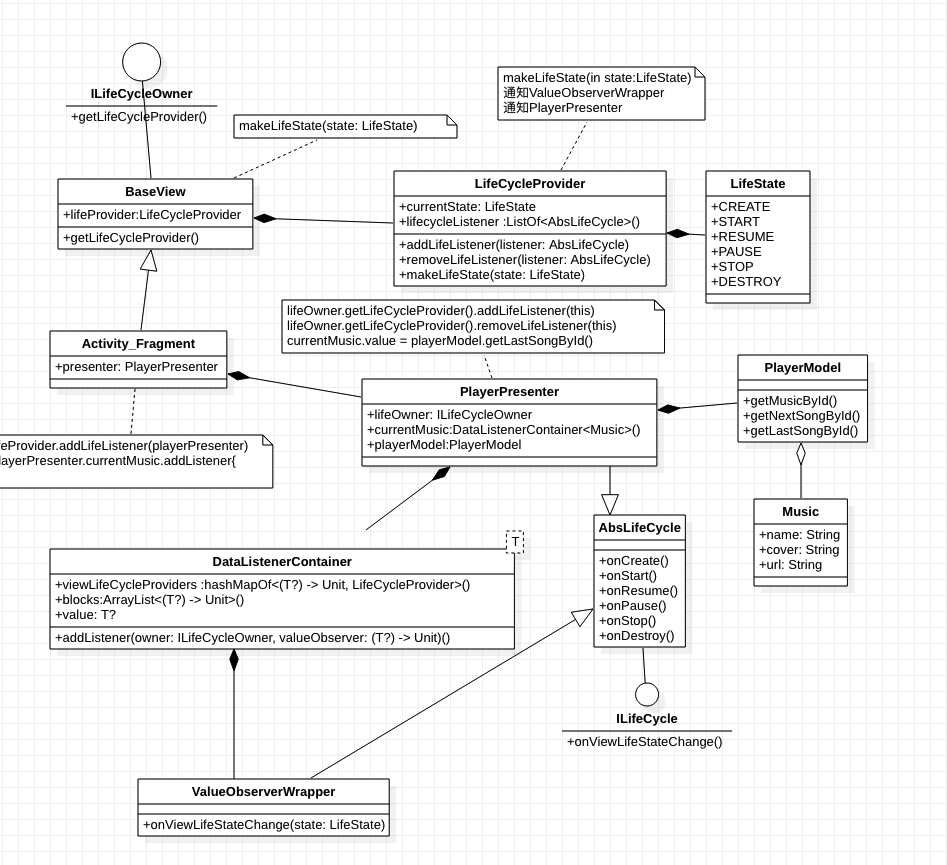 ILifeCycleOwner
+getLifeCycleProvider()
makeLifeState(state: LifeState)
makeLifeState(in state:LifeState)
通知ValueObserverWrapper
通知PlayerPresenter
BaseView
+lifeProvider:LifeCycleProvider
+getLifeCycleProvider()
LifeCycleProvider
+currentState: LifeState
+lifecycleListener :ListOf<AbsLifeCycle>()
+addLifeListener(listener: AbsLifeCycle)
+removeLifeListener(listener: AbsLifeCycle)
+makeLifeState(state: LifeState)
LifeState
+CREATE
+START
+RESUME
+PAUSE
+STOP
+DESTROY
lifeOwner.getLifeCycleProvider().addLifeListener(this)
lifeOwner.getLifeCycleProvider().removeLifeListener(this)
currentMusic.value = playerModel.getLastSongById()
Activity_Fragment
+presenter: PlayerPresenter
PlayerPresenter
+lifeOwner: ILifeCycleOwner
+currentMusic:DataListenerContainer<Music>()
+playerModel:PlayerModel
PlayerModel
+getMusicById()
+getNextSongById()
+getLastSongById()
feProvider.addLifeListener(playerPresenter)
layerPresenter.currentMusic.addListener{
Music
+name: String
+cover: String
+url: String
AbsLifeCycle
+onCreate()
+onStart()
+onResume()
+onPause()
+onStop()
+onDestroy()
T
DataListenerContainer
+viewLifeCycleProviders :hashMapOf<(T?) -> Unit, LifeCycleProvider>()
+blocks:ArrayList<(T?) -> Unit>()
+value: T?
+addListener(owner: ILifeCycleOwner, valueObserver: (T?) -> Unit)()
ILifeCycle
+onViewLifeStateChange()
ValueObserverWrapper
+onViewLifeStateChange(state: LifeState)